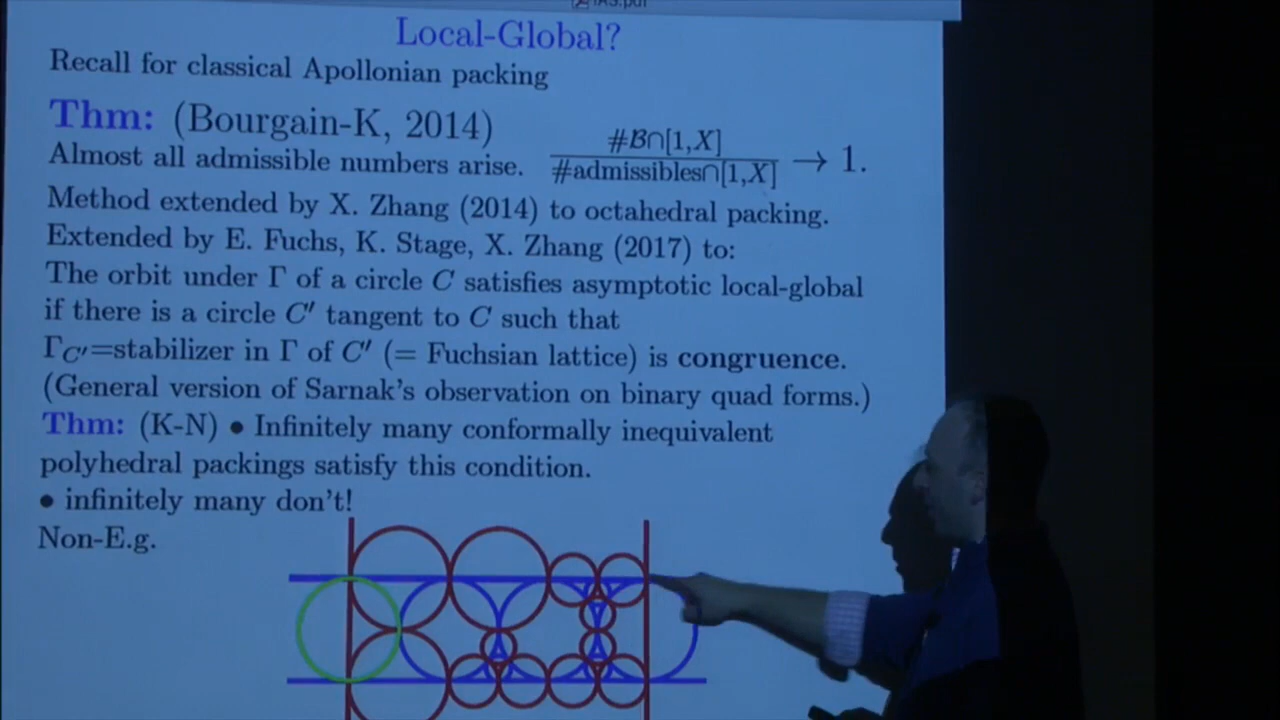 IAS.pdf
Local-Global?
Recall for classical Apollonian packing
Thm: (Bourgain-K, 2014)
Almost all admissible numbers arise. #ℬ∩[1,X] / #admissibles∩[1,X] → 1.
Method extended by X. Zhang (2014) to octahedral packing.
Extended by E. Fuchs, K. Stage, X. Zhang (2017) to:
The orbit under Γ of a circle C satisfies asymptotic local-global
if there is a circle C′ tangent to C such that
Γ_C′=stabilizer in Γ of C′ (= Fuchsian lattice) is congruence.
(General version of Sarnak's observation on binary quad forms.)
Thm: (K-N) • Infinitely many conformally inequivalent
polyhedral packings satisfy this condition.
• infinitely many don't!
Non-E.g.